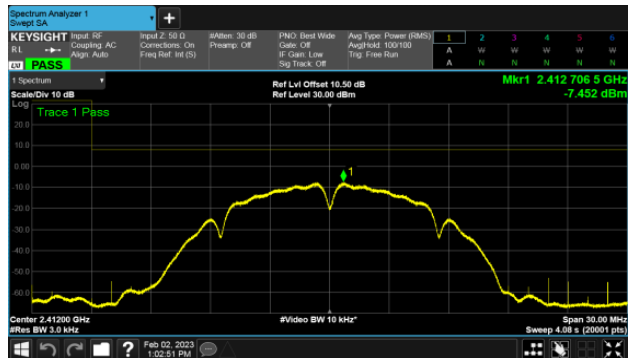 Spectrum Analyzer 1
Swept SA
+
KEYSIGHT Input: RF Input Z: 50 Ω #Atten: 30 dB PNO: Best Wide Avg Type: Power (RMS) 1 2 3 4 5 6
RL Coupling: AC Corrections: On Preamp: Off Gate: Off Avg|Hold: 100/100 A W W W W W
Align: Auto Freq Ref: Int (S) IF Gain: Low Trig: Free Run
EXT PASS Sig Track: Off A N N N N N
1 Spectrum Ref Lvl Offset 10.50 dB Mkr1 2.412 706 5 GHz
Scale/Div 10 dB Ref Level 30.00 dBm -7.452 dBm
Log
Trace 1 Pass
20.0
10.0
0.00
1
-10.0
-20.0
-30.0
-40.0
-50.0
-60.0
Center 2.41200 GHz #Video BW 10 kHz* Span 30.00 MHz
#Res BW 3.0 kHz Sweep 4.08 s (20001 pts)
? Feb 02, 2023
1:02:51 PM